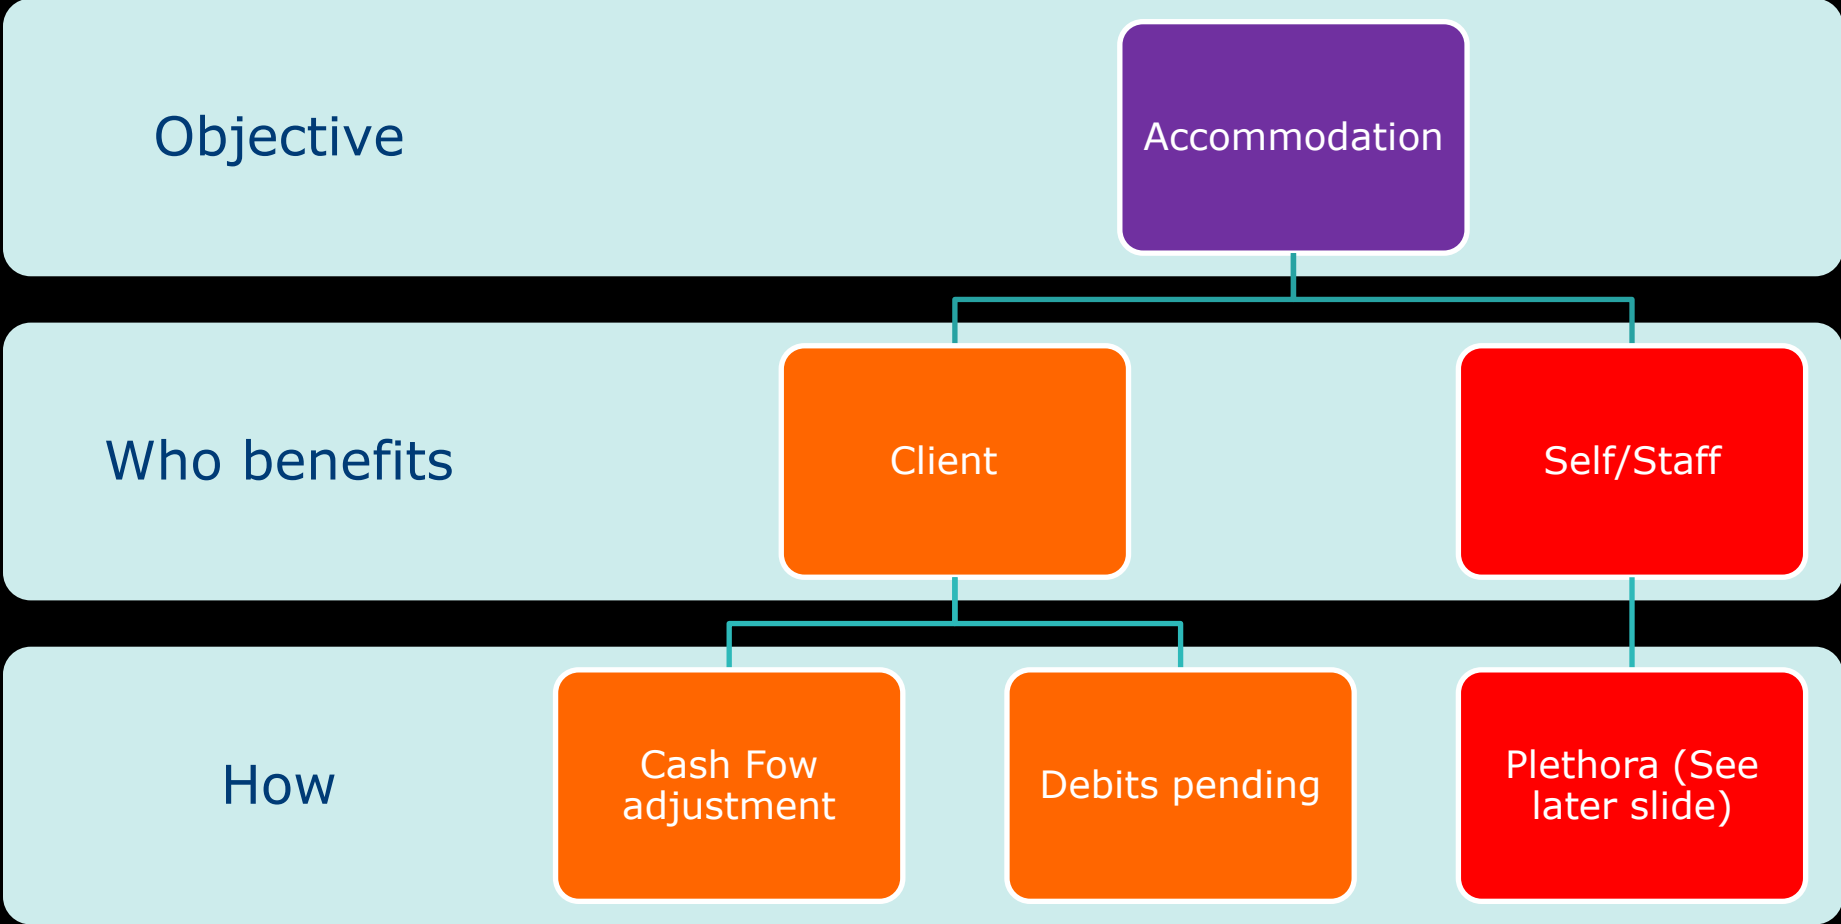 Objective
Accommodation
Who benefits
Client
Self/Staff
How
Cash Fow
adjustment
Debits pending
Plethora (See
later slide)